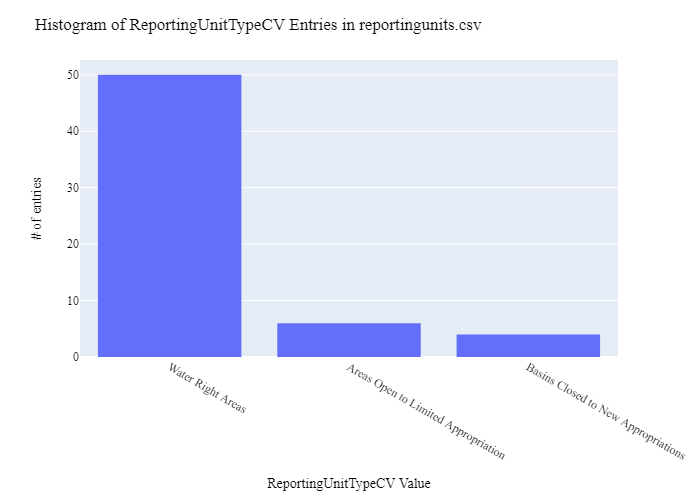 Histogram of ReportingUnitTypeCV Entries in reportingunits.csv
# of entries
50
40
30
20
10
0
Water Right Areas
Areas Open to Limited Appropriation
Basins Closed to New Appropriations
ReportingUnitTypeCV Value